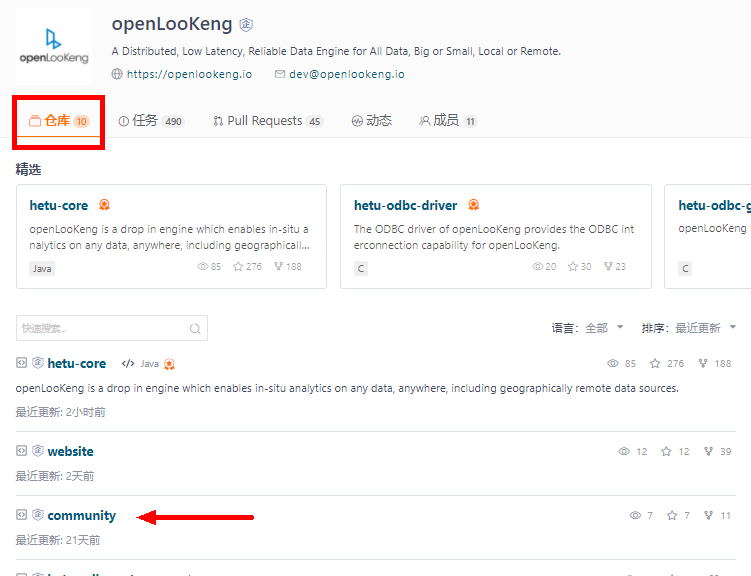 openLooKeng
openLooKeng
A Distributed, Low Latency, Reliable Data Engine for All Data, Big or Small, Local or Remote.
https://openlookeng.io dev@openlookeng.io
仓库 10 任务 490 Pull Requests 45 动态 成员 11
精选
hetu-core
openLooKeng is a drop in engine which enables in-situ a
nalytics on any data, anywhere, including geographicall...
Java 85 276 188
hetu-odbc-driver
The ODBC driver of openLooKeng provides the ODBC int
erconnection capability for openLooKeng.
C 20 30 23
hetu-odbc-g
openLooKeng
C
快速搜索... 语言: 全部 排序: 最近更新
hetu-core </> Java 85 276 188
openLooKeng is a drop in engine which enables in-situ analytics on any data, anywhere, including geographically remote data sources.
最近更新: 2小时前
website 12 12 39
最近更新: 2天前
community 7 7 11
最近更新: 21天前